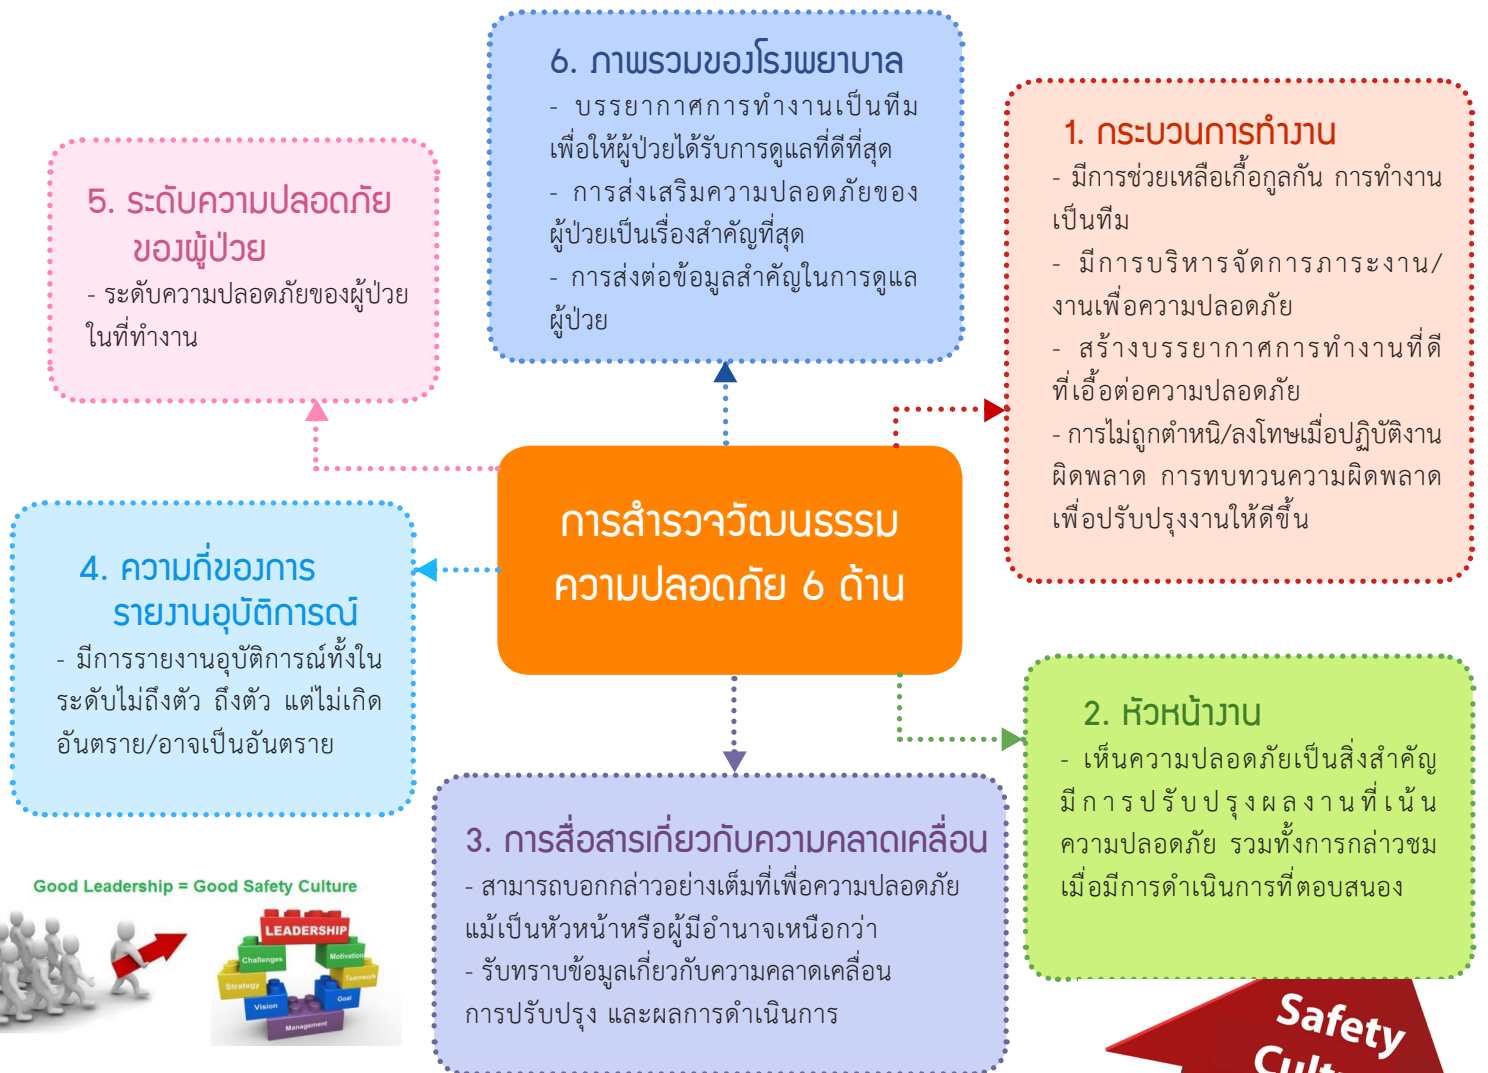 6. ภาพรวมของโรงพยาบาล
- บรรยากาศการทำงานเป็นทีม
เพื่อให้ผู้ป่วยได้รับการดูแลที่ดีที่สุด
- การส่งเสริมความปลอดภัยของ
ผู้ป่วยเป็นเรื่องสำคัญที่สุด
- การส่งต่อข้อมูลสำคัญในการดูแล
ผู้ป่วย
1. กระบวนการทำงาน
- มีการช่วยเหลือเกื้อกูลกัน การทำงาน
เป็นทีม
- มีการบริหารจัดการภาระงาน/
งานเพื่อความปลอดภัย
- สร้างบรรยากาศการทำงานที่ดี
ที่เอื้อต่อความปลอดภัย
- การไม่ถูกตำหนิ/ลงโทษเมื่อปฏิบัติงาน
ผิดพลาด การทบทวนความผิดพลาด
เพื่อปรับปรุงงานให้ดีขึ้น
5. ระดับความปลอดภัย
ของผู้ป่วย
- ระดับความปลอดภัยของผู้ป่วย
ในที่ทำงาน
การสำรวจวัฒนธรรม
ความปลอดภัย 6 ด้าน
4. ความถี่ของการ
รายงานอุบัติการณ์
- มีการรายงานอุบัติการณ์ทั้งใน
ระดับไม่ถึงตัว ถึงตัว แต่ไม่เกิด
อันตราย/อาจเป็นอันตราย
2. หัวหน้างาน
- เห็นความปลอดภัยเป็นสิ่งสำคัญ
มีการปรับปรุงผลงานที่เน้น
ความปลอดภัย รวมทั้งการกล่าวชม
เมื่อมีการดำเนินการที่ตอบสนอง
3. การสื่อสารเกี่ยวกับความคลาดเคลื่อน
- สามารถบอกกล่าวอย่างเต็มที่เพื่อความปลอดภัย
แม้เป็นหัวหน้าหรือผู้มีอำนาจเหนือกว่า
- รับทราบข้อมูลเกี่ยวกับความคลาดเคลื่อน
การปรับปรุง และผลการดำเนินการ
Good Leadership = Good Safety Culture
LEADERSHIP
Challenges
Motivation
Strategy
Teamwork
Vision
Goal
Management
Safety